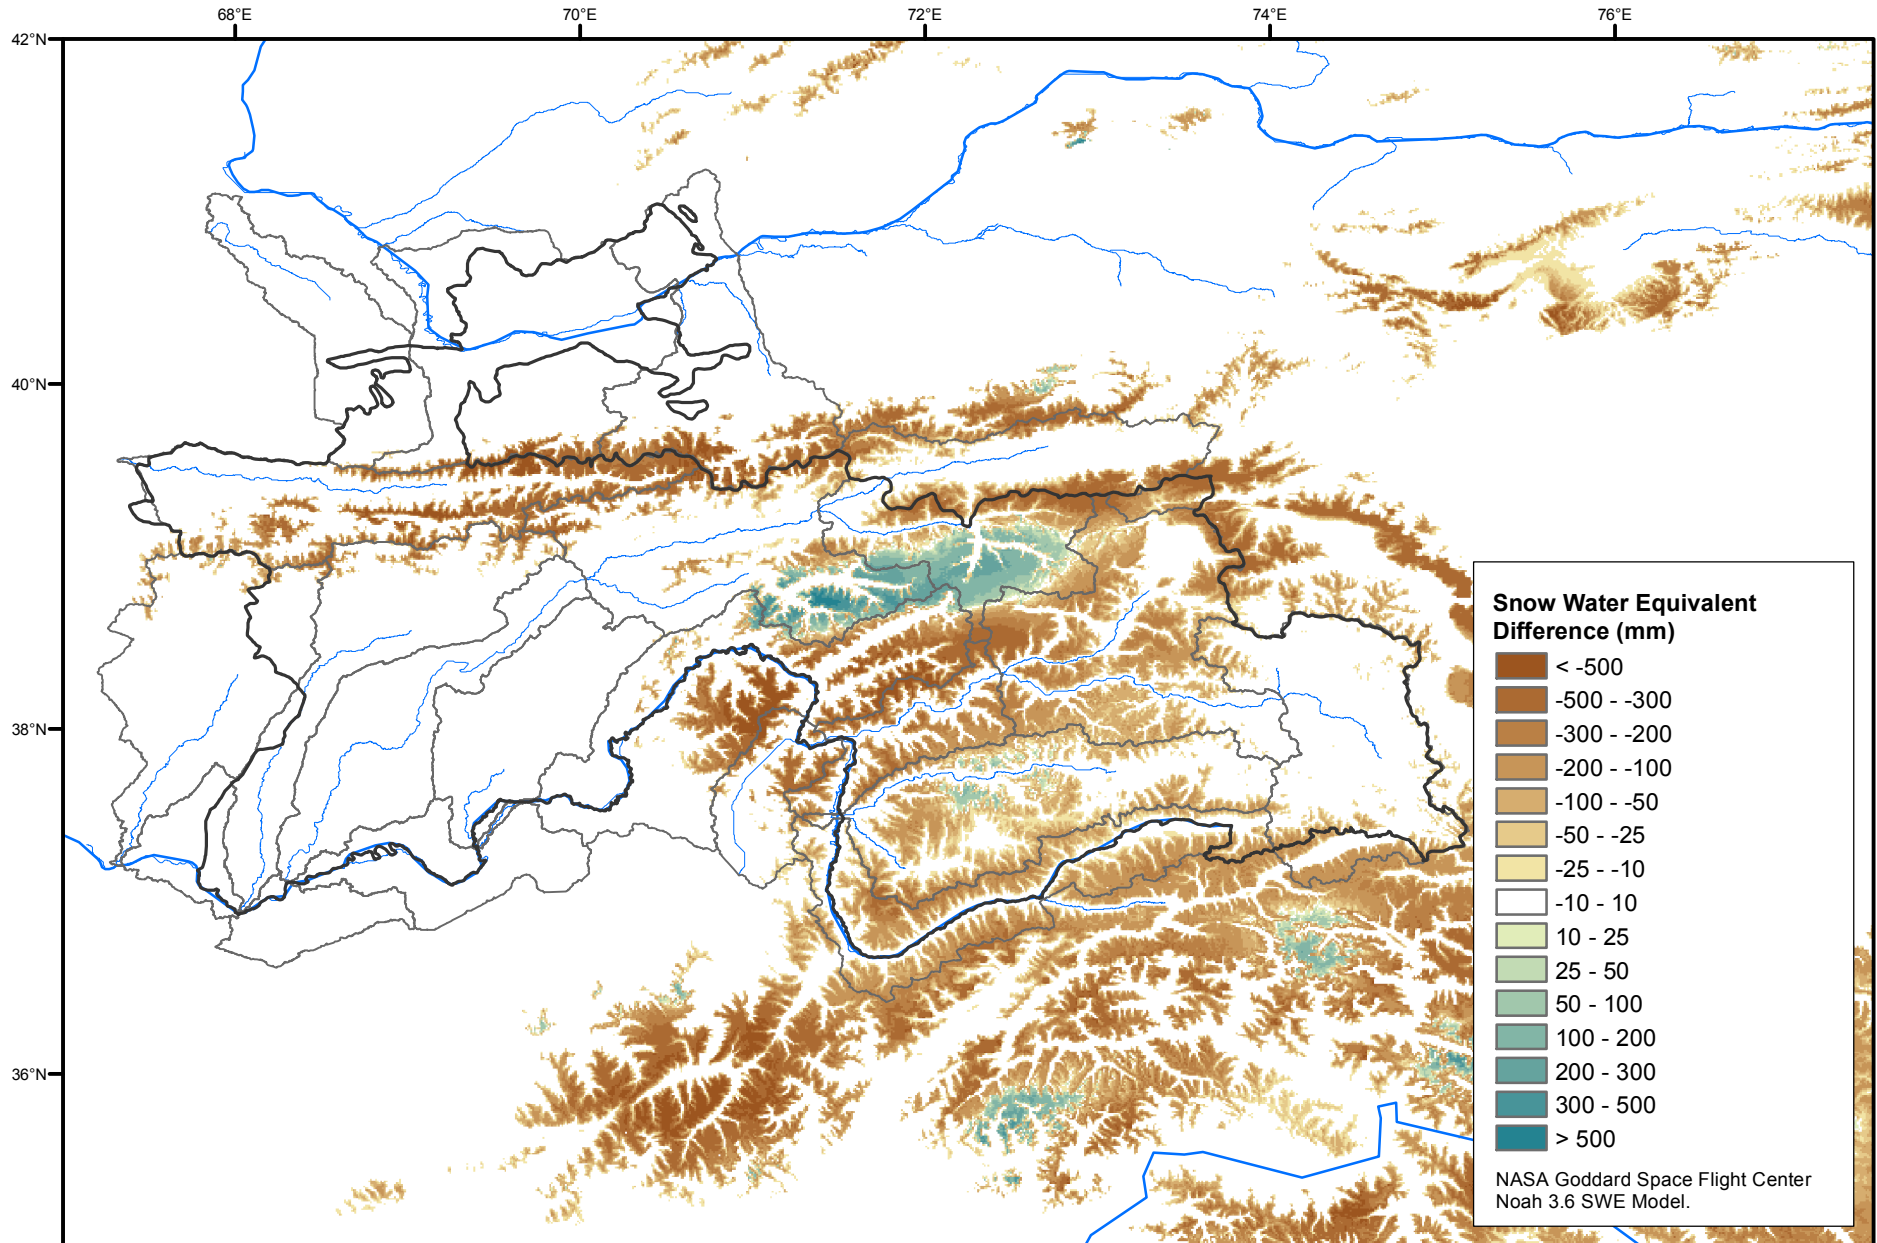 68°E 70°E 72°E 74°E 76°E
42°N
40°N
38°N
36°N
Snow Water Equivalent
Difference (mm)
< -500
-500 - -300
-300 - -200
-200 - -100
-100 - -50
-50 - -25
-25 - -10
-10 - 10
10 - 25
25 - 50
50 - 100
100 - 200
200 - 300
300 - 500
> 500
NASA Goddard Space Flight Center
Noah 3.6 SWE Model.